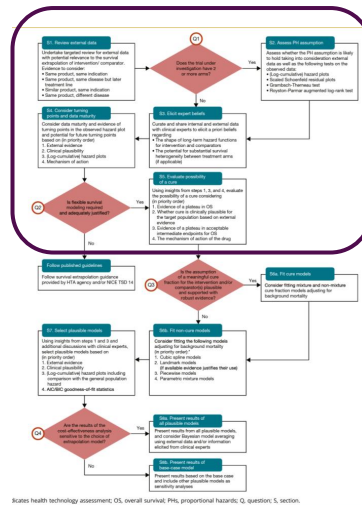 S1. Review external data
Undertake targeted review for external data
with potential relevance to the survival
extrapolation of intervention/ comparator.
Evidence to consider:
• Same product, same indication
• Same product, same disease but later
treatment line
• Similar product, same indication
• Same product, different disease
Q1
Does the trial under
investigation have 2
or more arms?
Yes
No
S2. Assess PH assumption
Assess whether the PH assumption is likely
to hold taking into consideration external
data as well as the following tests on the
observed data:
• (Log-cumulative) hazard plots
• Scaled Schoenfeld residual plots
• Grambsch-Therneau test
• Royston-Parmar augmented log-rank test
S4. Consider turning
points and data maturity
Consider data maturity and evidence of
turning points in the observed hazard plot
and potential for future turning points
based on (in priority order)
1. External evidence
2. Clinical plausibility
3. (Log-cumulative) hazard plots
4. Mechanism of action
S3. Elicit expert beliefs
Curate and share internal and external data
with clinical experts to elicit a priori beliefs
regarding
• The shape of long-term hazard functions
for intervention and comparators
• The potential for substantial survival
heterogeneity between treatment arms
(if applicable)
Q2
Is flexible survival
modeling required
and adequately justified?
Yes
No
S5. Evaluate possibility
of a cure
Using insights from steps 1, 2, and 3, evaluate
the possibility of a cure considering
(in priority order)
1. Evidence of a plateau in OS
2. Whether cure is clinically plausible for
the target population based on external
evidence
3. Evidence of a plateau in acceptable
intermediate endpoints for OS
4. The mechanism of action of the drug
Follow published guidelines
Follow survival extrapolation guidance
provided by HTA agency and/or NICE TSD 14
Q3
Is the assumption
of a meaningful cure
fraction for the intervention and/or
comparator(s) plausible
and supported with
robust evidence?
Yes
No
S6a. Fit cure models
Consider fitting mixture and non-mixture
cure fraction models adjusting for
background mortality
S7. Select plausible models
Using insights from steps 1 and 3 and
additional discussions with clinical experts,
select plausible models based on
(in priority order)
1. External evidence
2. Clinical plausibility
3. (Log-cumulative) hazard plots including
comparison with the general population
hazard
4. AIC/BIC goodness-of-fit statistics
S6b. Fit non-cure models
Consider fitting the following models
adjusting for background mortality
(in priority order):
1. Cubic spline models
2. Landmark models
(if available evidence justifies their use)
3. Piecewise models
4. Parametric mixture models
Q4
Are the results of the
cost-effectiveness analysis
sensitive to the choice of
extrapolation model?
Yes
No
S8a. Present results of
all plausible models
Present results from all plausible models,
and consider Bayesian model averaging
using external data and/or information
elicited from clinical experts
S8b. Present results of
base-case model
Present results based on the base case
and include other plausible models as
sensitivity analyses
icates health technology assessment; OS, overall survival; PHs, proportional hazards; Q, question; S, section.